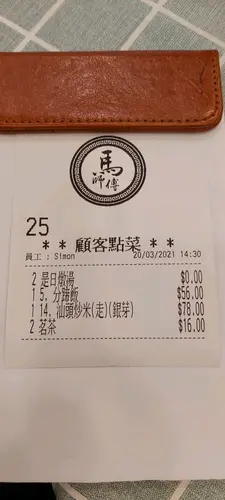 馬
師傅
25
** 顧客點菜 **
員工 : Simon 20/03/2021 14:30
2 是日燉湯 $0.00
1 5. 分蹄飯 $56.00
1 14. 汕頭炒米(走)(銀芽) $78.00
2 茗茶 $16.00